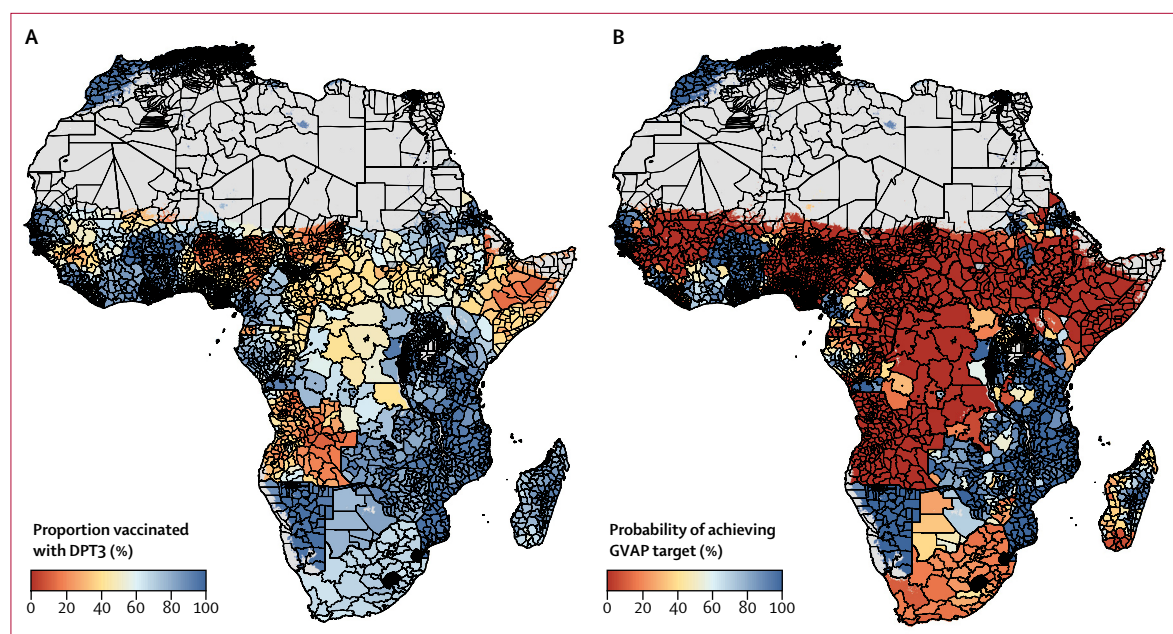 A
B
Proportion vaccinated
with DPT3 (%)
0 20 40 60 80 100
Probability of achieving
GVAP target (%)
0 20 40 60 80 100